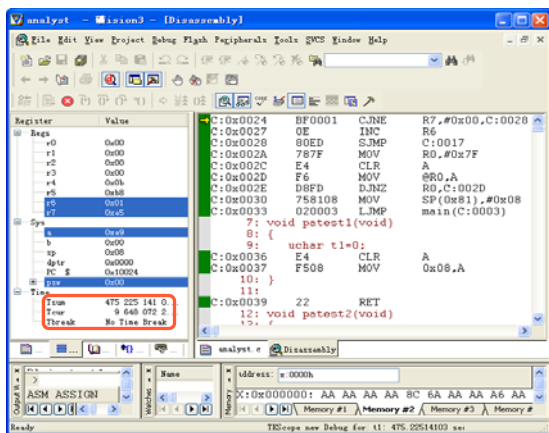 analyst - µVision3 - [Disassembly]
File Edit View Project Debug Flash Peripherals Tools SVCS Window Help
Register Value
Regs
r0 0x00
r1 0x00
r2 0x00
r3 0x00
r4 0x0b
r5 0xb8
r6 0x01
r7 0xe5
Sys
a 0xa9
b 0x00
sp 0x08
dptr 0x0000
PC $ 0x10024
psw 0x00
Time
Tsum 475 225 141 0...
Tcur 9 640 072 2...
Tbreak No Time Break
C:0x0024 BF0001 CJNE R7,#0x00,C:0028
C:0x0027 0E INC R6
C:0x0028 80ED SJMP C:0017
C:0x002A 787F MOV R0,#0x7F
C:0x002C E4 CLR A
C:0x002D F6 MOV @R0,A
C:0x002E D8FD DJNZ R0,C:002D
C:0x0030 758108 MOV SP(0x81),#0x08
C:0x0033 020003 LJMP main(C:0003)
7: void patest1(void)
8: {
9: uchar t1=0;
C:0x0036 E4 CLR A
C:0x0037 F508 MOV 0x08,A
10: }
11:
C:0x0039 22 RET
12: void patest2(void)
13: {
analyst.c Disassembly
>
ASM ASSIGN
Output W
Name
Watches
Address: x:0000h
X:0x000000: AA AA AA AA 8C 6A AA AA A6 AA
Memory #1 Memory #2 Memory #3 Memory #
Memory
Ready
TKScope new Debug for t1: 475.22514103 sec